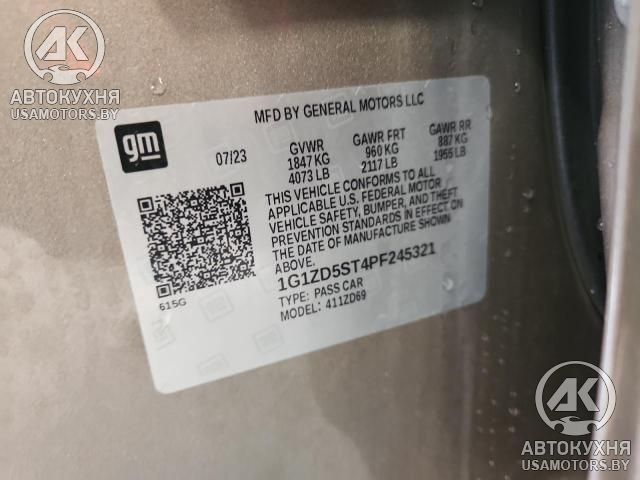 AK
АВТОКУХНЯ
USAMOTORS.BY
gm
MFD BY GENERAL MOTORS LLC
07/23
GVWR
1847 KG
4073 LB
GAWR FRT
960 KG
2117 LB
GAWR RR
887 KG
1955 LB
THIS VEHICLE CONFORMS TO ALL
APPLICABLE U.S. FEDERAL MOTOR
VEHICLE SAFETY, BUMPER, AND THEFT
PREVENTION STANDARDS IN EFFECT ON
THE DATE OF MANUFACTURE SHOWN
ABOVE.
1G1ZD5ST4PF245321
TYPE: PASS CAR
MODEL: 411ZD69
615G
AK
АВТОКУХНЯ
USAMOTORS.BY